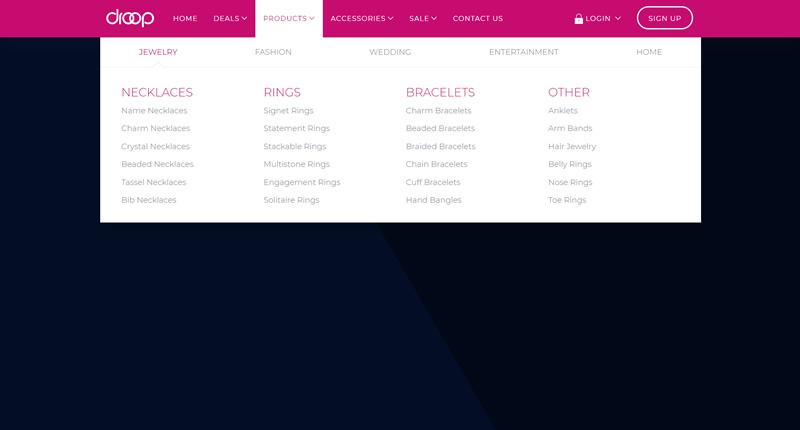 droop HOME DEALS PRODUCTS ACCESSORIES SALE CONTACT US LOGIN SIGN UP
JEWELRY FASHION WEDDING ENTERTAINMENT HOME
NECKLACES RINGS BRACELETS OTHER
Name Necklaces Signet Rings Charm Bracelets Anklets
Charm Necklaces Statement Rings Beaded Bracelets Arm Bands
Crystal Necklaces Stackable Rings Braided Bracelets Hair Jewelry
Beaded Necklaces Multistone Rings Chain Bracelets Belly Rings
Tassel Necklaces Engagement Rings Cuff Bracelets Nose Rings
Bib Necklaces Solitaire Rings Hand Bangles Toe Rings